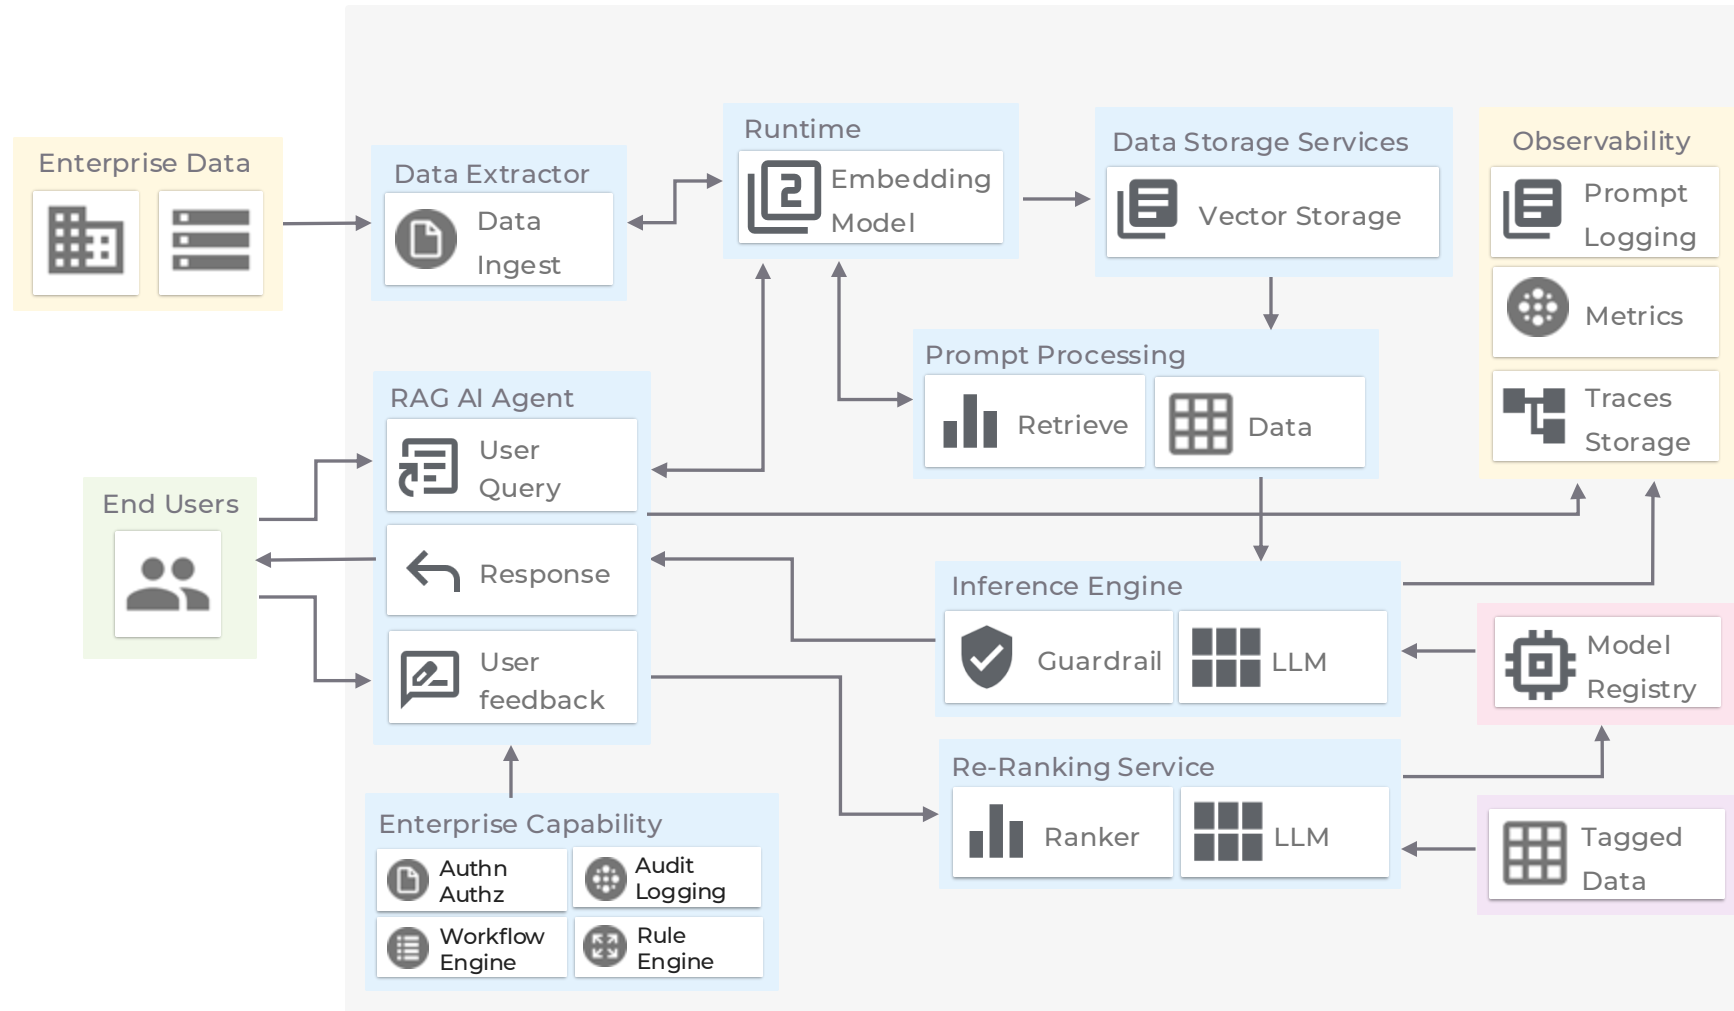 Enterprise Data
Data Extractor
Data
Ingest
Runtime
Embedding
Model
Data Storage Services
Vector Storage
Observability
Prompt
Logging
Metrics
Traces
Storage
Prompt Processing
Retrieve
Data
RAG AI Agent
User
Query
Response
User
feedback
End Users
Inference Engine
Guardrail
LLM
Model
Registry
Re-Ranking Service
Ranker
LLM
Tagged
Data
Enterprise Capability
Authn
Authz
Audit
Logging
Workflow
Engine
Rule
Engine